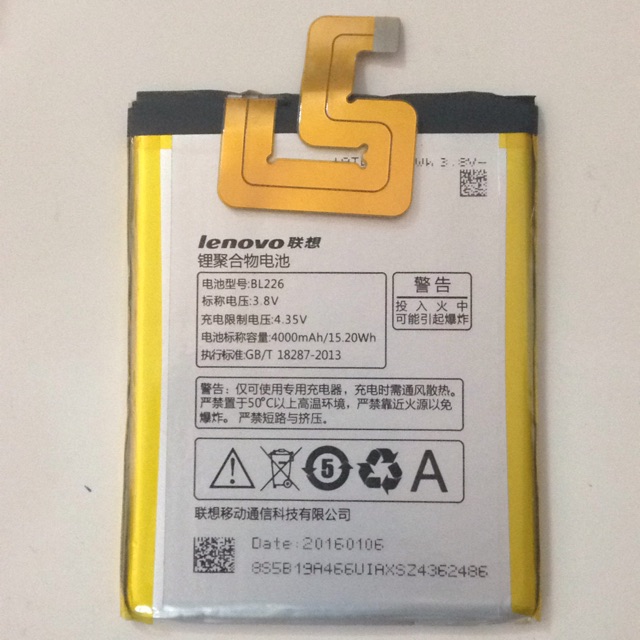 3.8V
lenovo 联想
锂聚合物电池
电池型号:BL226
标称电压:3.8V
充电限制电压:4.35V
电池标称容量:4000mAh/15.20Wh
执行标准:GB/T 18287-2013
警告
投入火中
可能引起爆炸
警告：仅可使用专用充电器，充电时需通风散热。
严禁置于50°C以上高温环境，严禁靠近火源以免
爆炸。严禁短路与挤压。
5 A
联想移动通信科技有限公司
Date: 20160106
8S5B19A466UIAXSZ4362486